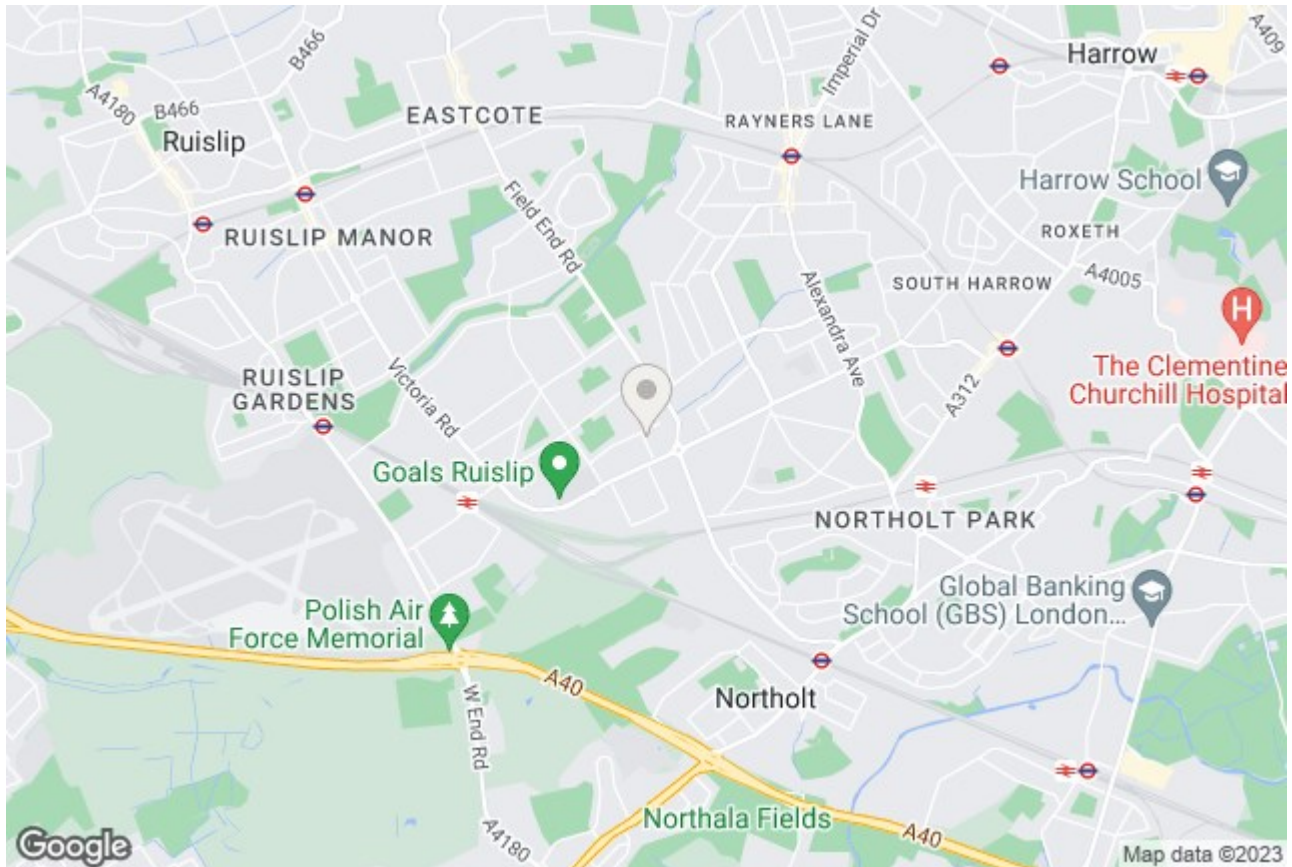 B466
A409
Imperial Dr
Harrow
A4180
B466
EASTCOTE
RAYNERS LANE
Ruislip
Harrow School
Field End Rd
RUISLIP MANOR
ROXETH
A4005
SOUTH HARROW
Alexandra Ave
H
The Clementine
Churchill Hospital
Victoria Rd
RUISLIP
GARDENS
A312
Goals Ruislip
NORTHOLT PARK
Global Banking
School (GBS) London...
Polish Air
Force Memorial
A40
Northolt
W End Rd
Northala Fields
A40
A4180
Google
Map data ©2023